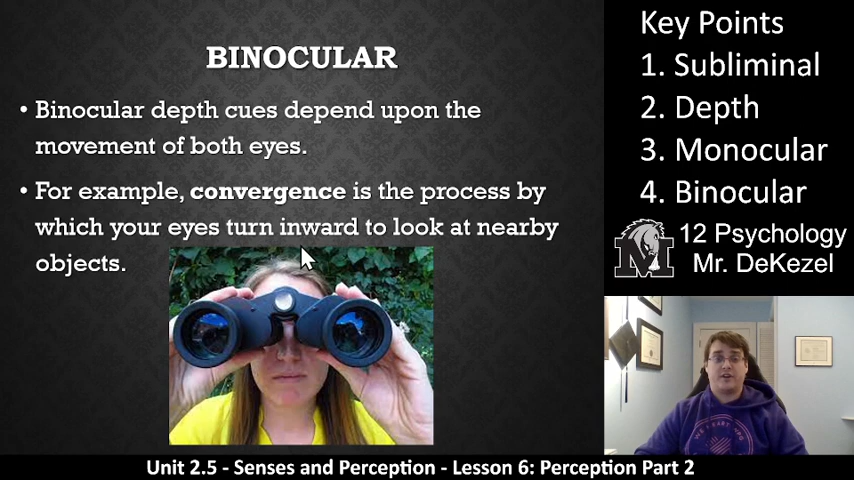 BINOCULAR
• Binocular depth cues depend upon the
movement of both eyes.
• For example, convergence is the process by
which your eyes turn inward to look at nearby
objects.
Key Points
1. Subliminal
2. Depth
3. Monocular
4. Binocular
M
12 Psychology
Mr. DeKezel
Unit 2.5 - Senses and Perception - Lesson 6: Perception Part 2